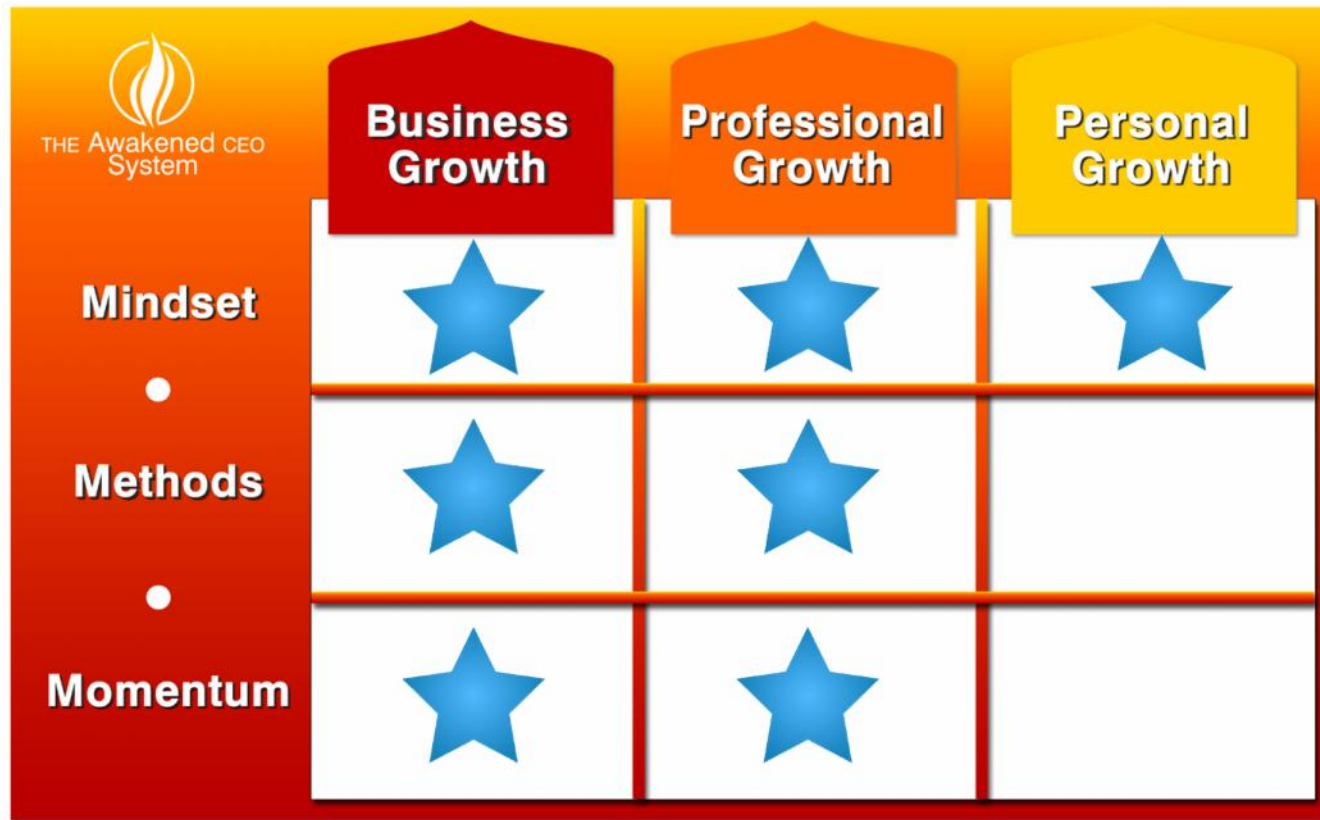 THE Awakened CEO
System
Business
Growth
Professional
Growth
Personal
Growth
Mindset
Methods
Momentum